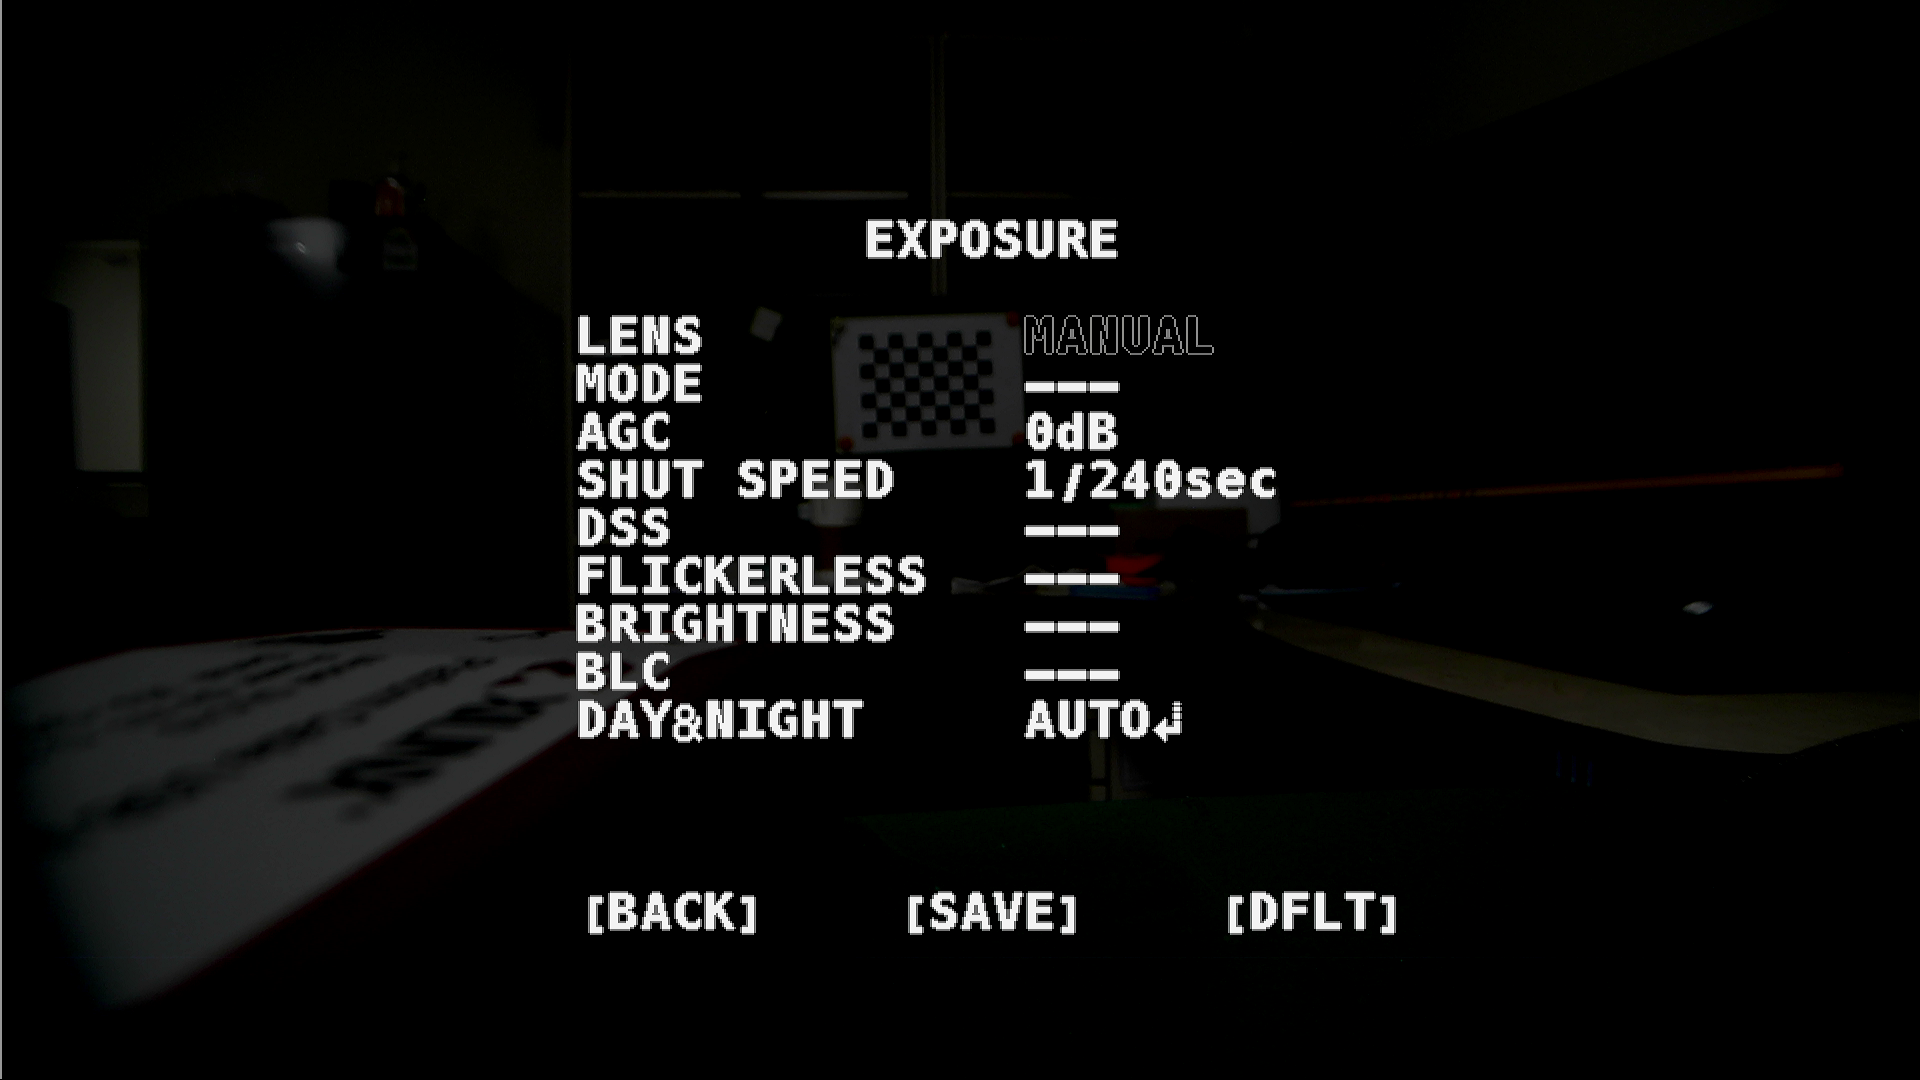 EXPOSURE
LENS MANUAL
MODE ---
AGC 0dB
SHUT SPEED 1/240sec
DSS ---
FLICKERLESS ---
BRIGHTNESS ---
BLC ---
DAY&NIGHT AUTO↲
[BACK] [SAVE] [DFLT]